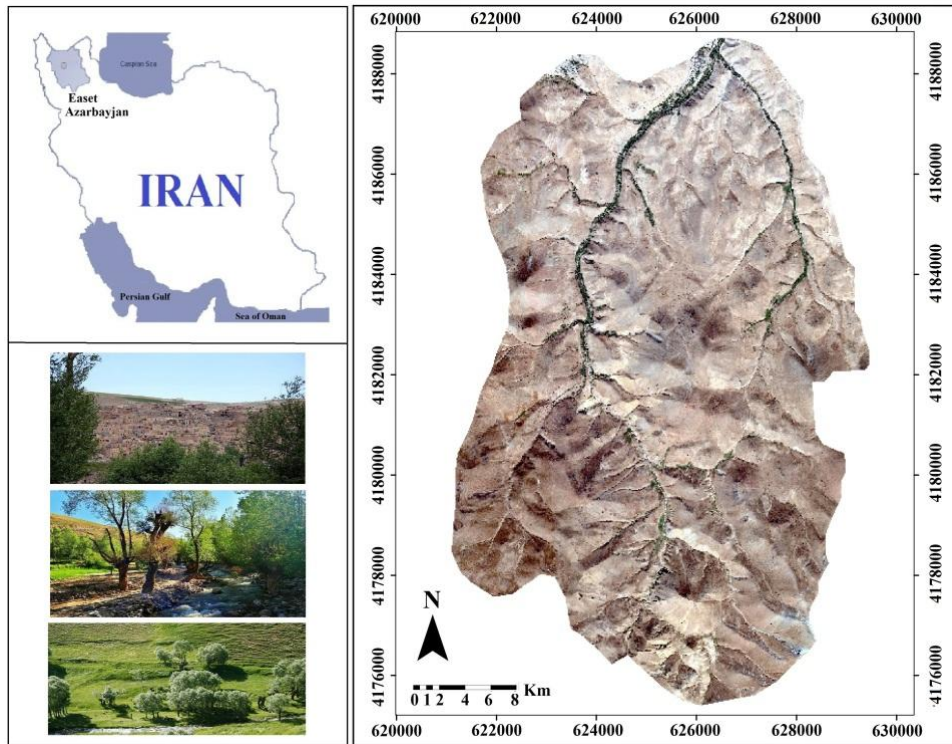 Caspean Sea
Easet
Azarbayjan
IRAN
Persian Gulf
Sea of Oman
620000 622000 624000 626000 628000 630000
4188000 4188000
4186000 4186000
4184000 4184000
4182000 4182000
4180000 4180000
4178000 4178000
4176000 4176000
N
0 1 2 4 6 8 Km
620000 622000 624000 626000 628000 630000